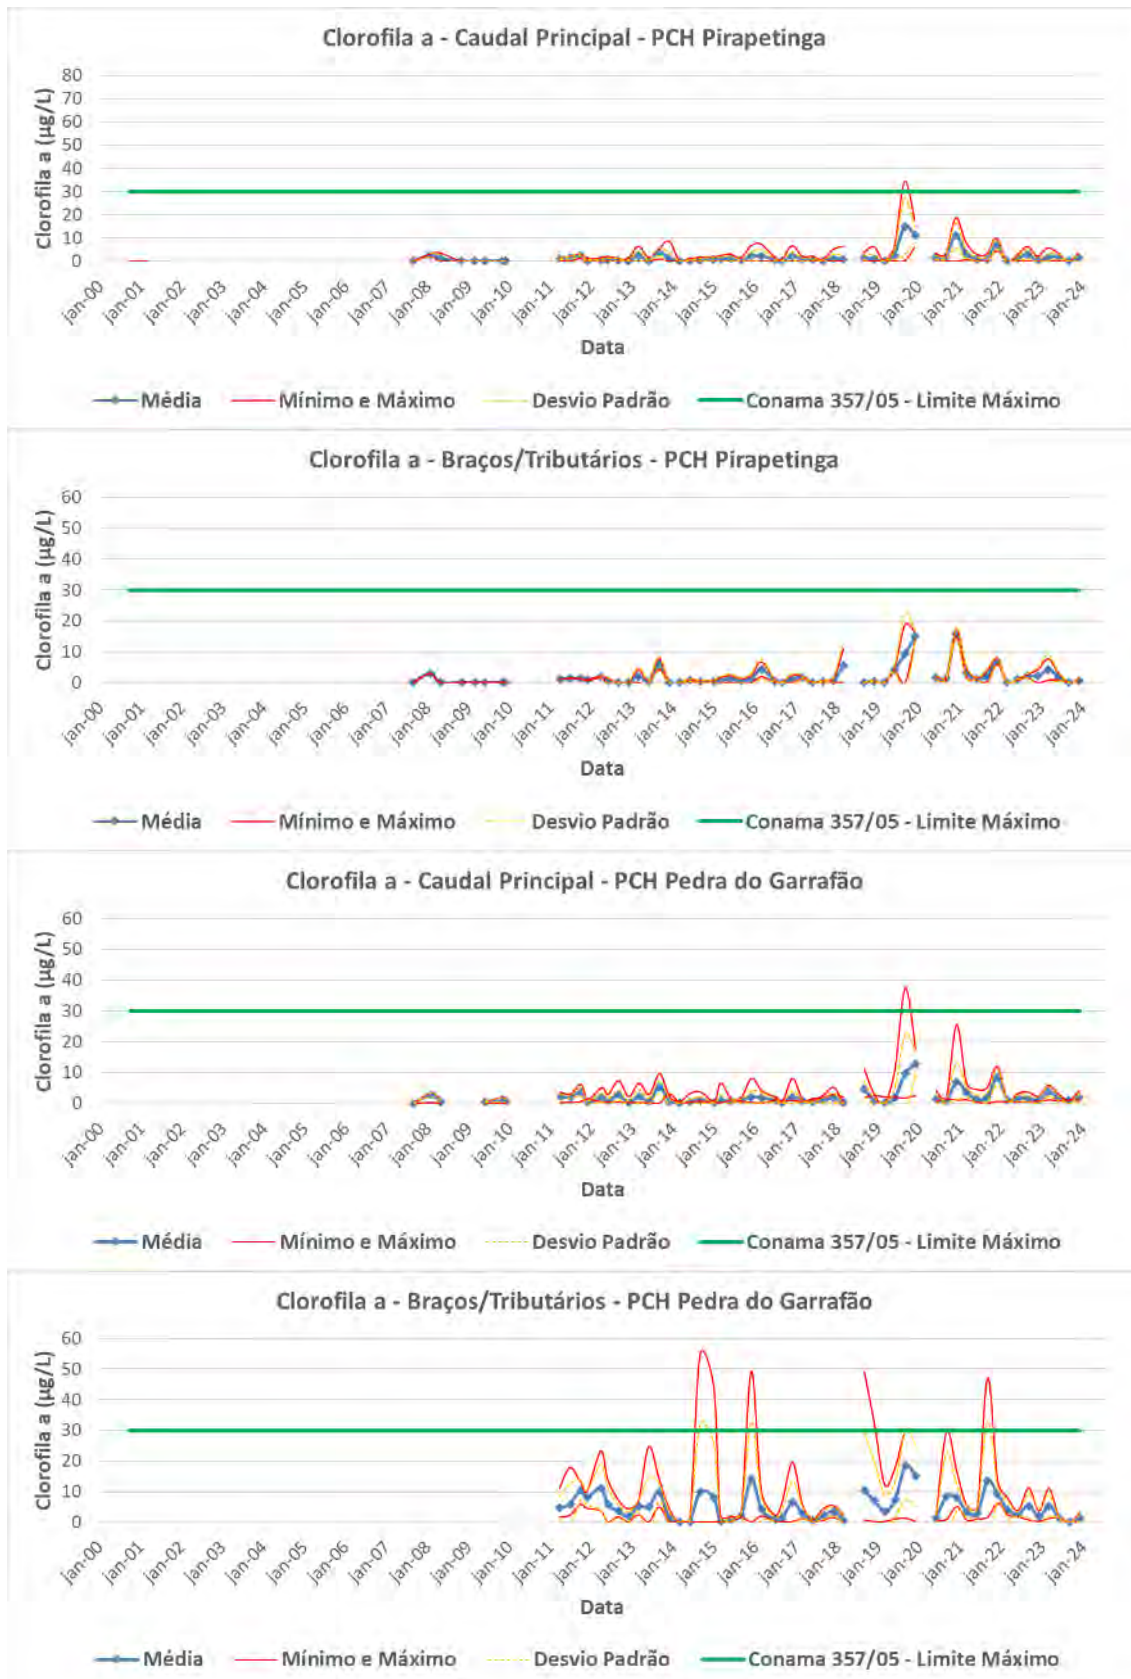 Clorofila a - Caudal Principal - PCH Pirapetinga
Clorofila a (µg/L)
80
70
60
50
40
30
20
10
0
jan-00 jan-01 jan-02 jan-03 jan-04 jan-05 jan-06 jan-07 jan-08 jan-09 jan-10 jan-11 jan-12 jan-13 jan-14 jan-15 jan-16 jan-17 jan-18 jan-19 jan-20 jan-21 jan-22 jan-23 jan-24
Data
Média Mínimo e Máximo Desvio Padrão Conama 357/05 - Limite Máximo
Clorofila a - Braços/Tributários - PCH Pirapetinga
Clorofila a (µg/L)
60
50
40
30
20
10
0
jan-00 jan-01 jan-02 jan-03 jan-04 jan-05 jan-06 jan-07 jan-08 jan-09 jan-10 jan-11 jan-12 jan-13 jan-14 jan-15 jan-16 jan-17 jan-18 jan-19 jan-20 jan-21 jan-22 jan-23 jan-24
Data
Média Mínimo e Máximo Desvio Padrão Conama 357/05 - Limite Máximo
Clorofila a - Caudal Principal - PCH Pedra do Garrafão
Clorofila a (µg/L)
60
50
40
30
20
10
0
jan-00 jan-01 jan-02 jan-03 jan-04 jan-05 jan-06 jan-07 jan-08 jan-09 jan-10 jan-11 jan-12 jan-13 jan-14 jan-15 jan-16 jan-17 jan-18 jan-19 jan-20 jan-21 jan-22 jan-23 jan-24
Data
Média Mínimo e Máximo Desvio Padrão Conama 357/05 - Limite Máximo
Clorofila a - Braços/Tributários - PCH Pedra do Garrafão
Clorofila a (µg/L)
60
50
40
30
20
10
0
jan-00 jan-01 jan-02 jan-03 jan-04 jan-05 jan-06 jan-07 jan-08 jan-09 jan-10 jan-11 jan-12 jan-13 jan-14 jan-15 jan-16 jan-17 jan-18 jan-19 jan-20 jan-21 jan-22 jan-23 jan-24
Data
Média Mínimo e Máximo Desvio Padrão Conama 357/05 - Limite Máximo